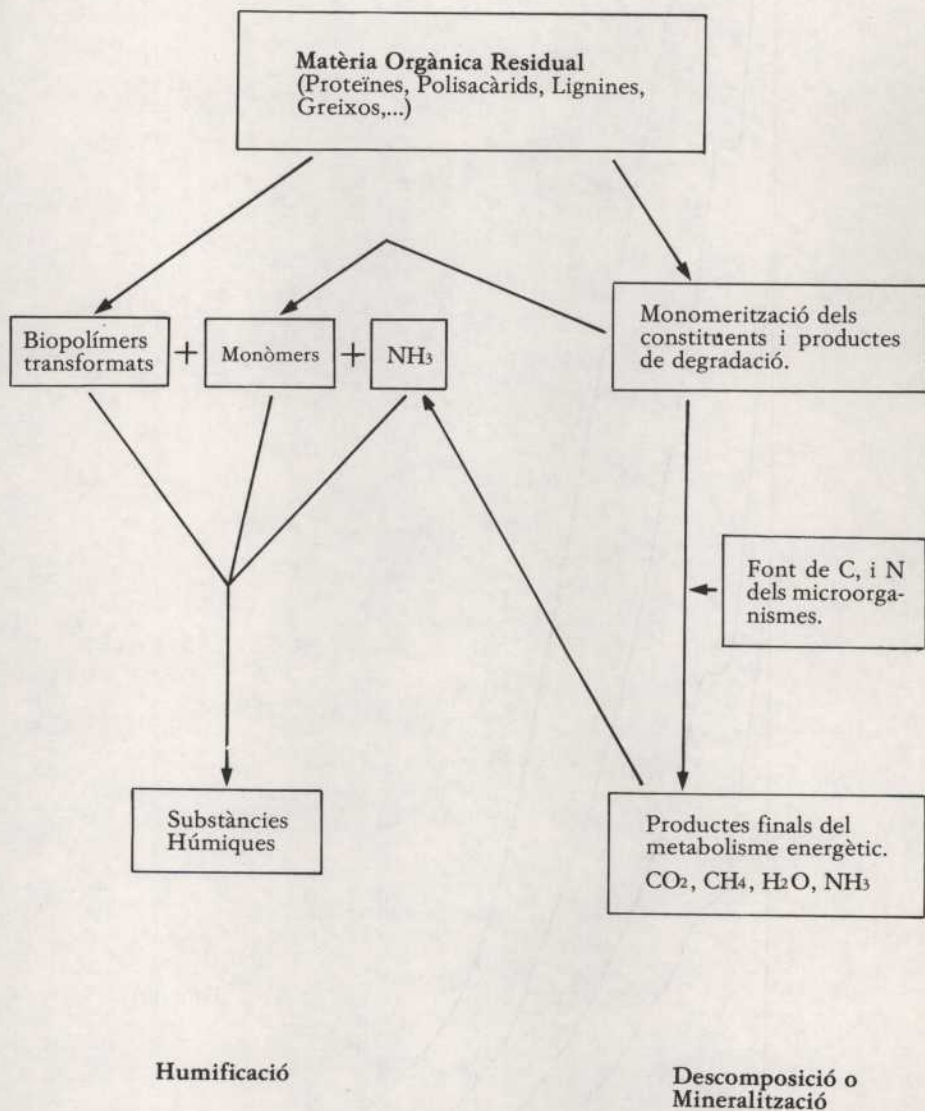 Matèria Orgànica Residual
(Proteïnes, Polisacàrids, Lignines,
Greixos,...)
Biopolímers
transformats
+
Monòmers
+
NH3
Monomerització dels
constituents i productes
de degradació.
Font de C, i N
dels microorga-
nismes.
Substàncies
Húmiques
Productes finals del
metabolisme energètic.
CO2, CH4, H2O, NH3
Humificació
Descomposició o
Mineralització